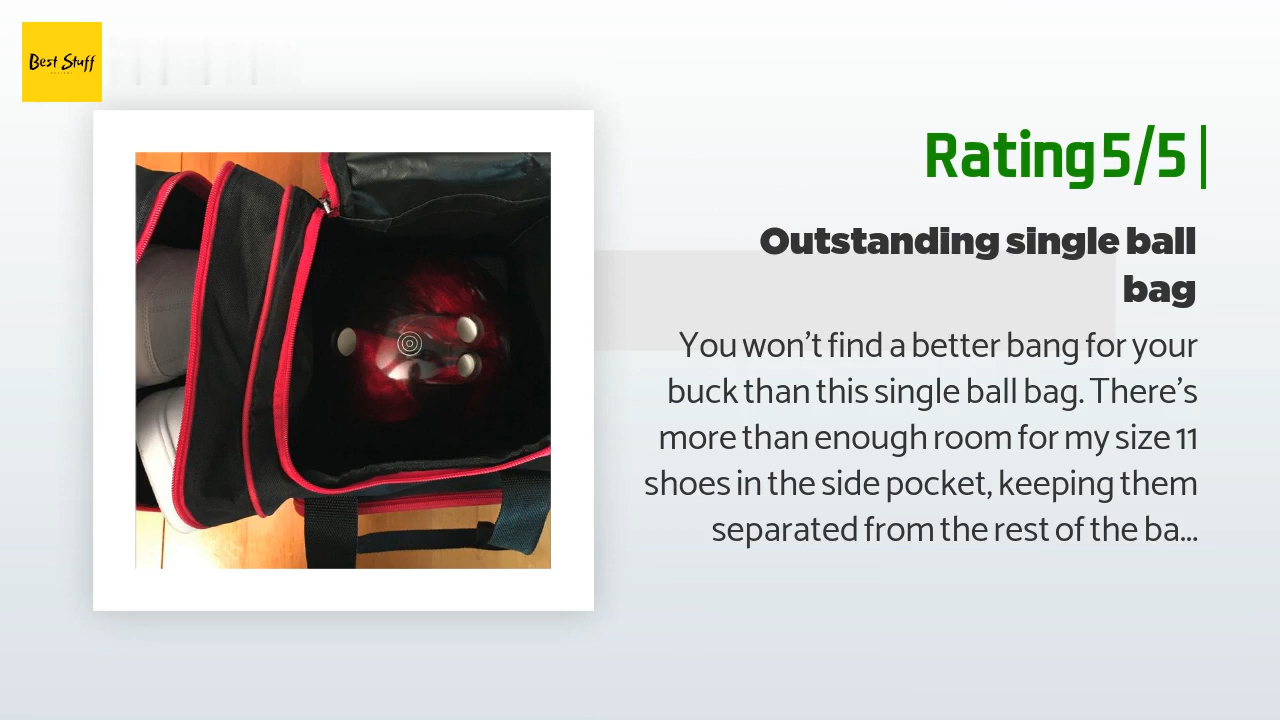 Best Stuff
Rating 5/5
Outstanding single ball
bag
You won't find a better bang for your
buck than this single ball bag. There's
more than enough room for my size 11
shoes in the side pocket, keeping them
separated from the rest of the ba...